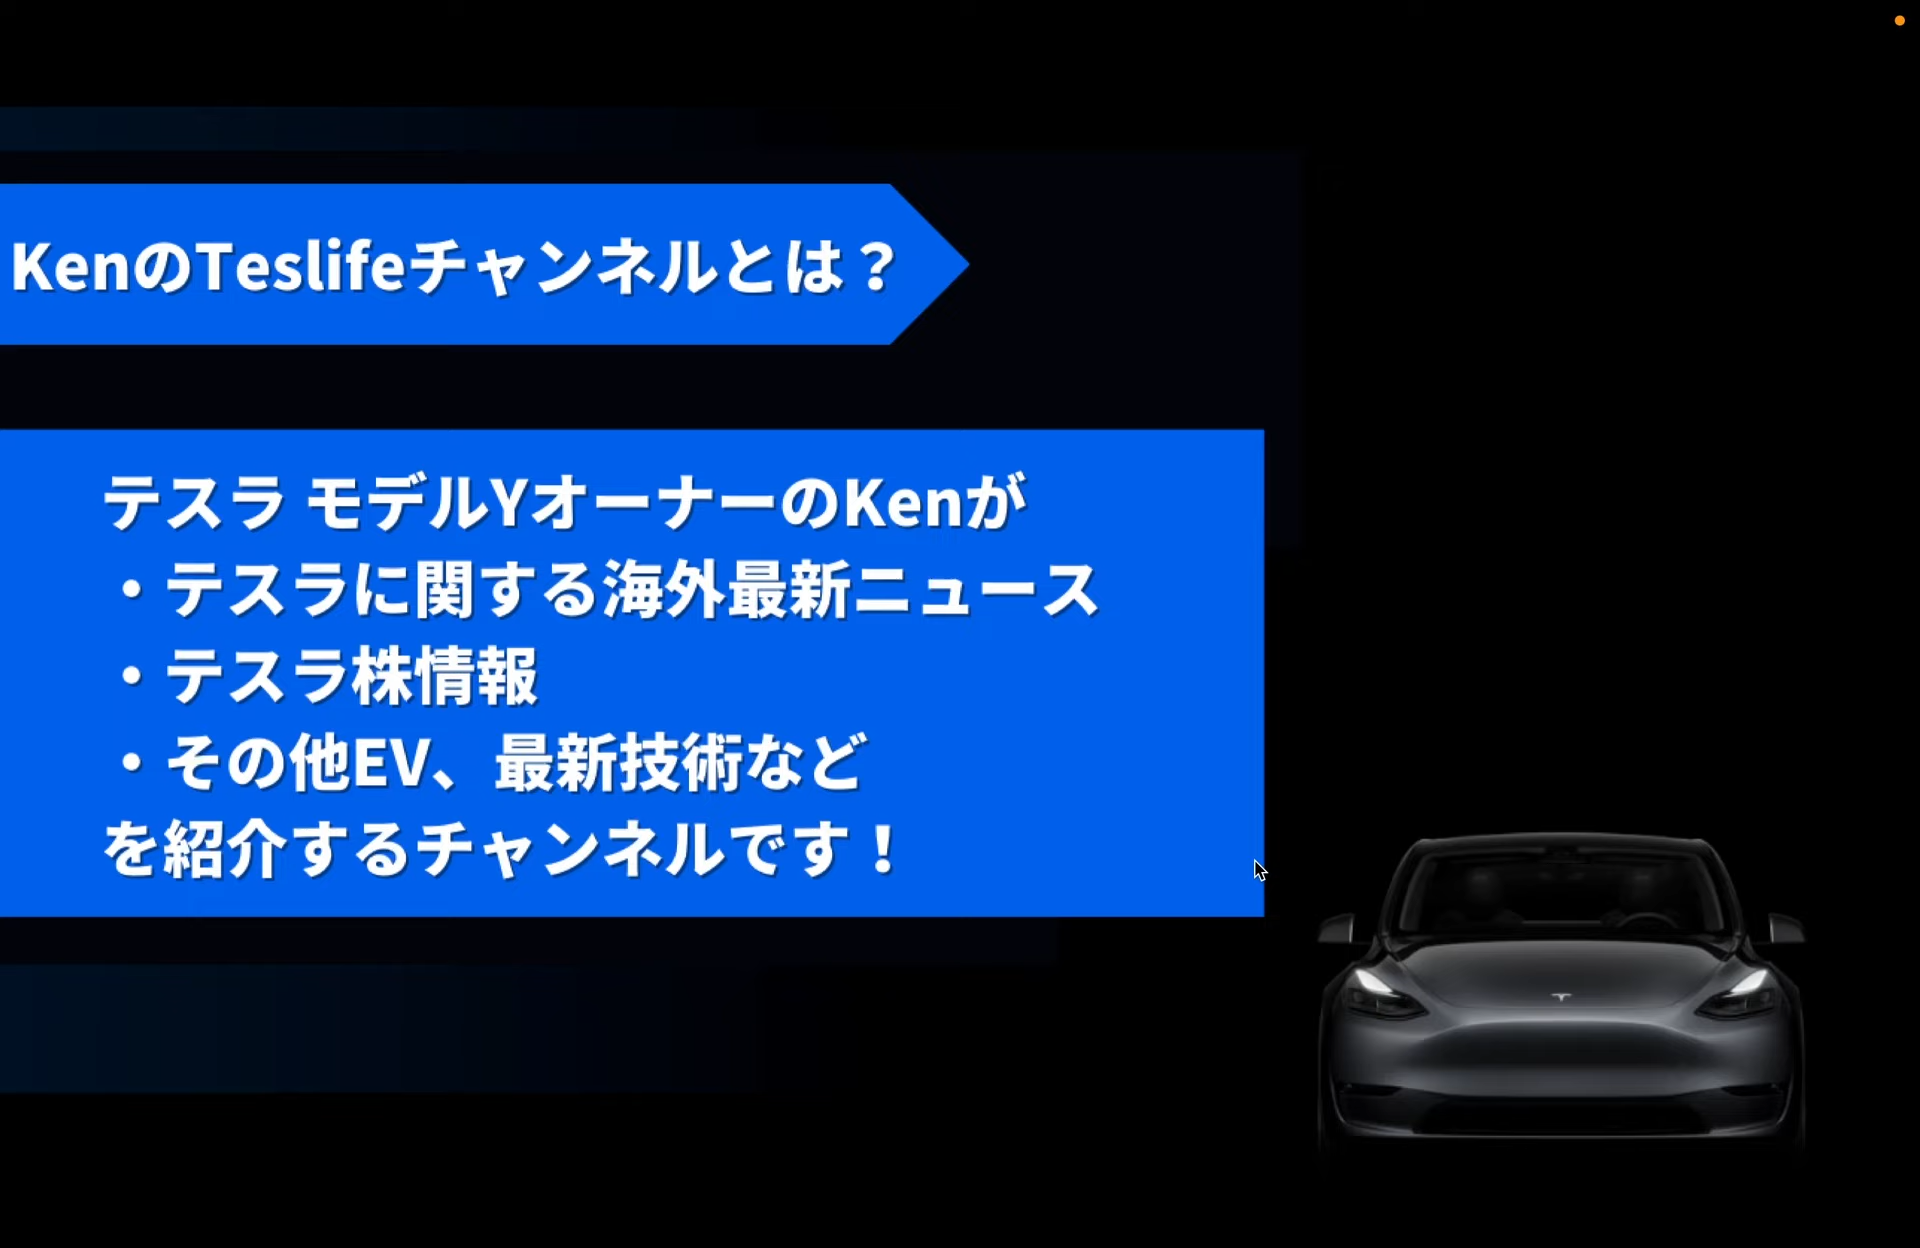 KenのTeslifeチャンネルとは？
テスラ モデルYオーナーのKenが
・テスラに関する海外最新ニュース
・テスラ株情報
・その他EV、最新技術など
を紹介するチャンネルです！